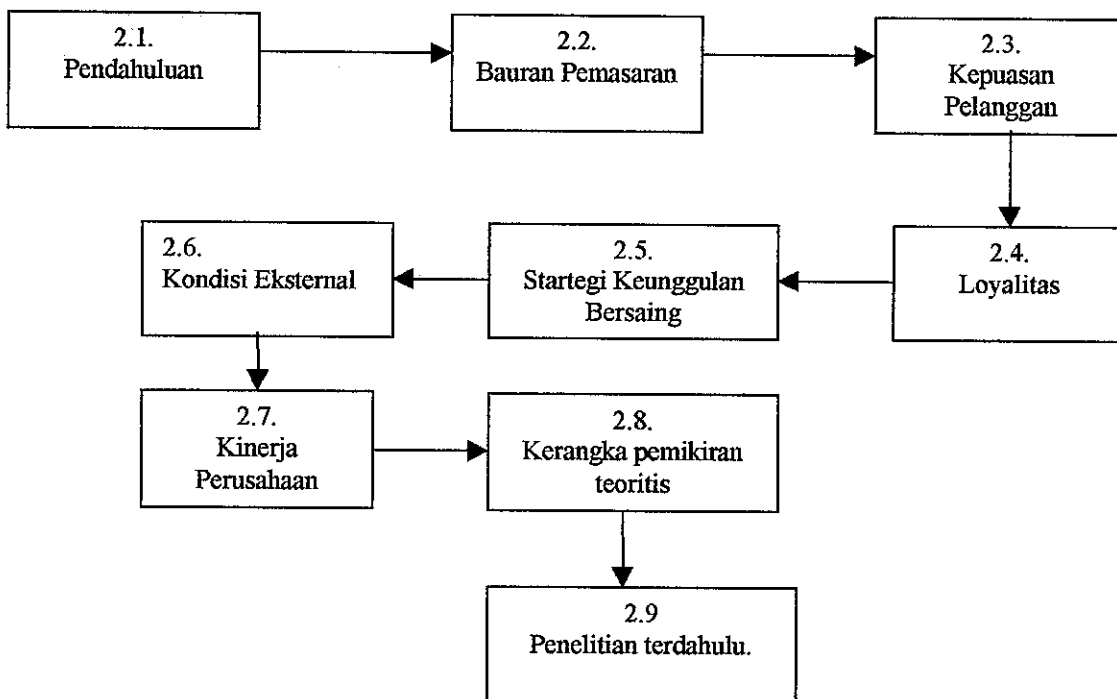 2.1.
Pendahuluan
2.2.
Bauran Pemasaran
2.3.
Kepuasan
Pelanggan
2.4.
Loyalitas
2.5.
Startegi Keunggulan
Bersaing
2.6.
Kondisi Eksternal
2.7.
Kinerja
Perusahaan
2.8.
Kerangka pemikiran
teoritis
2.9
Penelitian terdahulu.